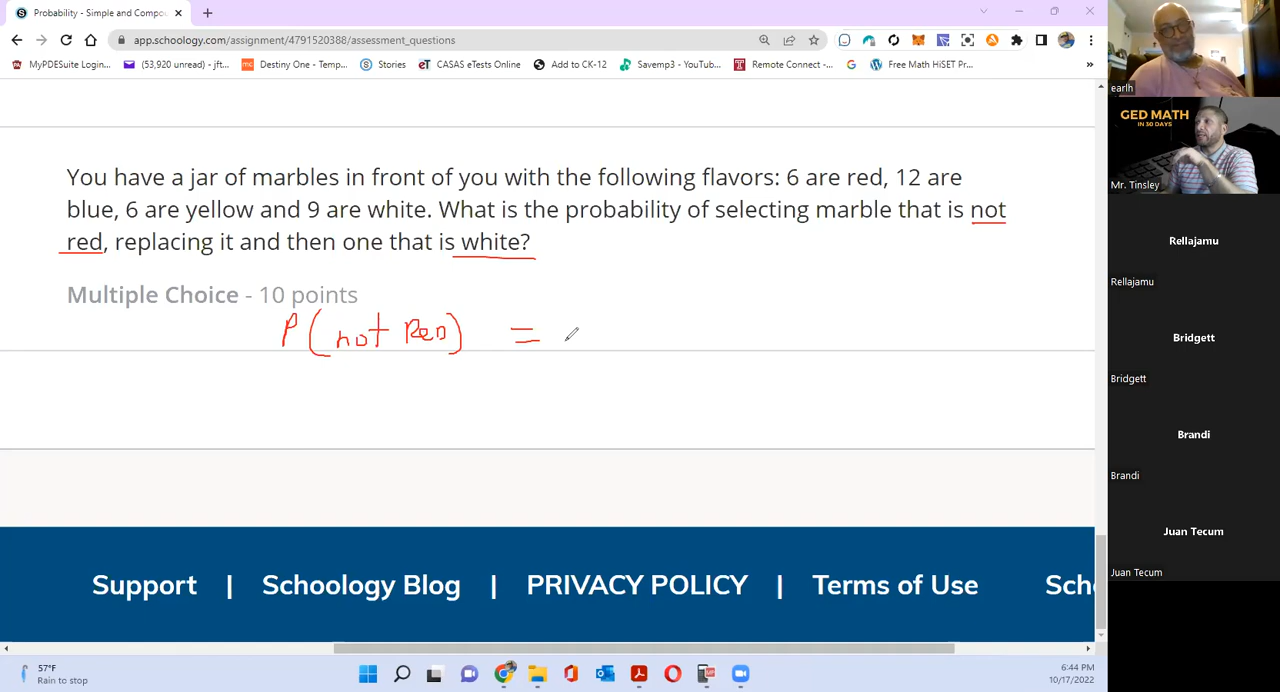 Probability - Simple and Compou
app.schoology.com/assignment/4791520388/assessment_questions
MyPDESuite Login...
(53,920 unread) - jft...
Destiny One - Temp...
Stories
CASAS eTests Online
Add to CK-12
Savemp3 - YouTub...
Remote Connect -...
Free Math HiSET Pr...
»
earlh
GED MATH
IN 30 DAYS
Mr. Tinsley
You have a jar of marbles in front of you with the following flavors: 6 are red, 12 are
blue, 6 are yellow and 9 are white. What is the probability of selecting marble that is not
red, replacing it and then one that is white?
Multiple Choice - 10 points
P(not Red) =
Rellajamu
Rellajamu
Bridgett
Bridgett
Brandi
Brandi
Juan Tecum
Juan Tecum
Support | Schoology Blog | PRIVACY POLICY | Terms of Use Scho
57°F
Rain to stop
6:44 PM
10/17/2022